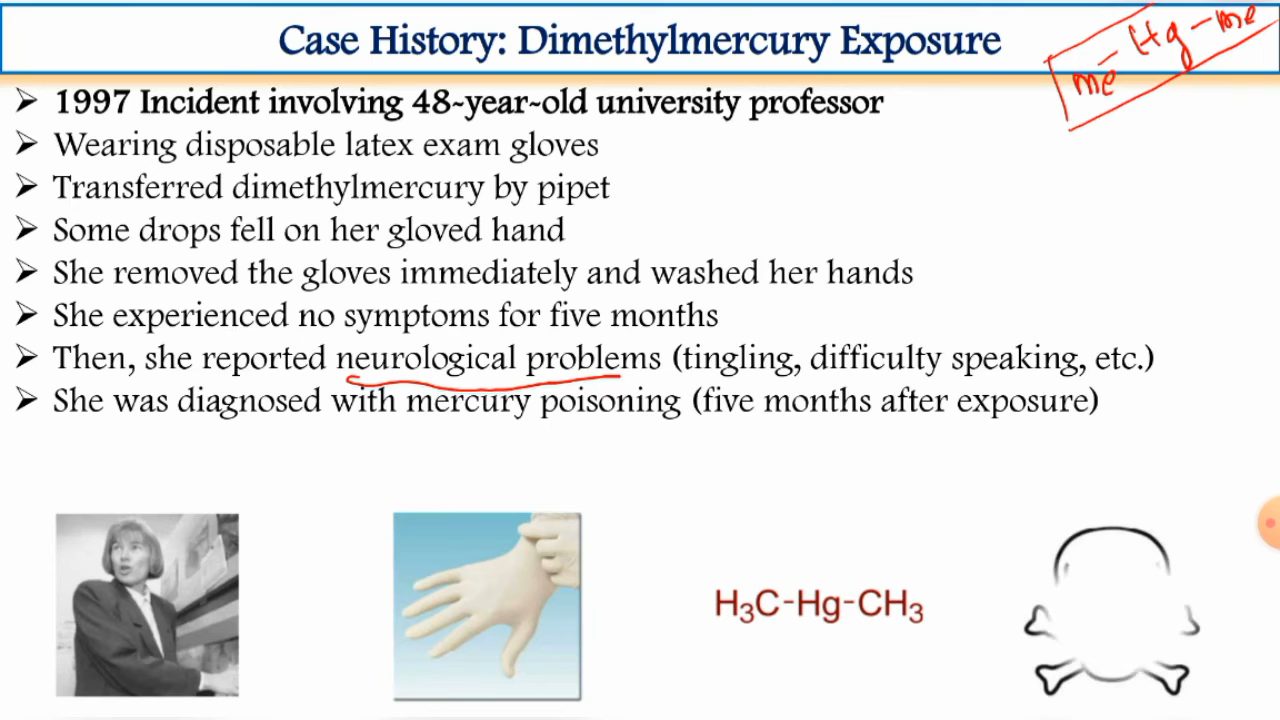 Case History: Dimethylmercury Exposure
me-Hg-me
➤ 1997 Incident involving 48-year-old university professor
➤ Wearing disposable latex exam gloves
➤ Transferred dimethylmercury by pipet
➤ Some drops fell on her gloved hand
➤ She removed the gloves immediately and washed her hands
➤ She experienced no symptoms for five months
➤ Then, she reported neurological problems (tingling, difficulty speaking, etc.)
➤ She was diagnosed with mercury poisoning (five months after exposure)
H₃C-Hg-CH₃